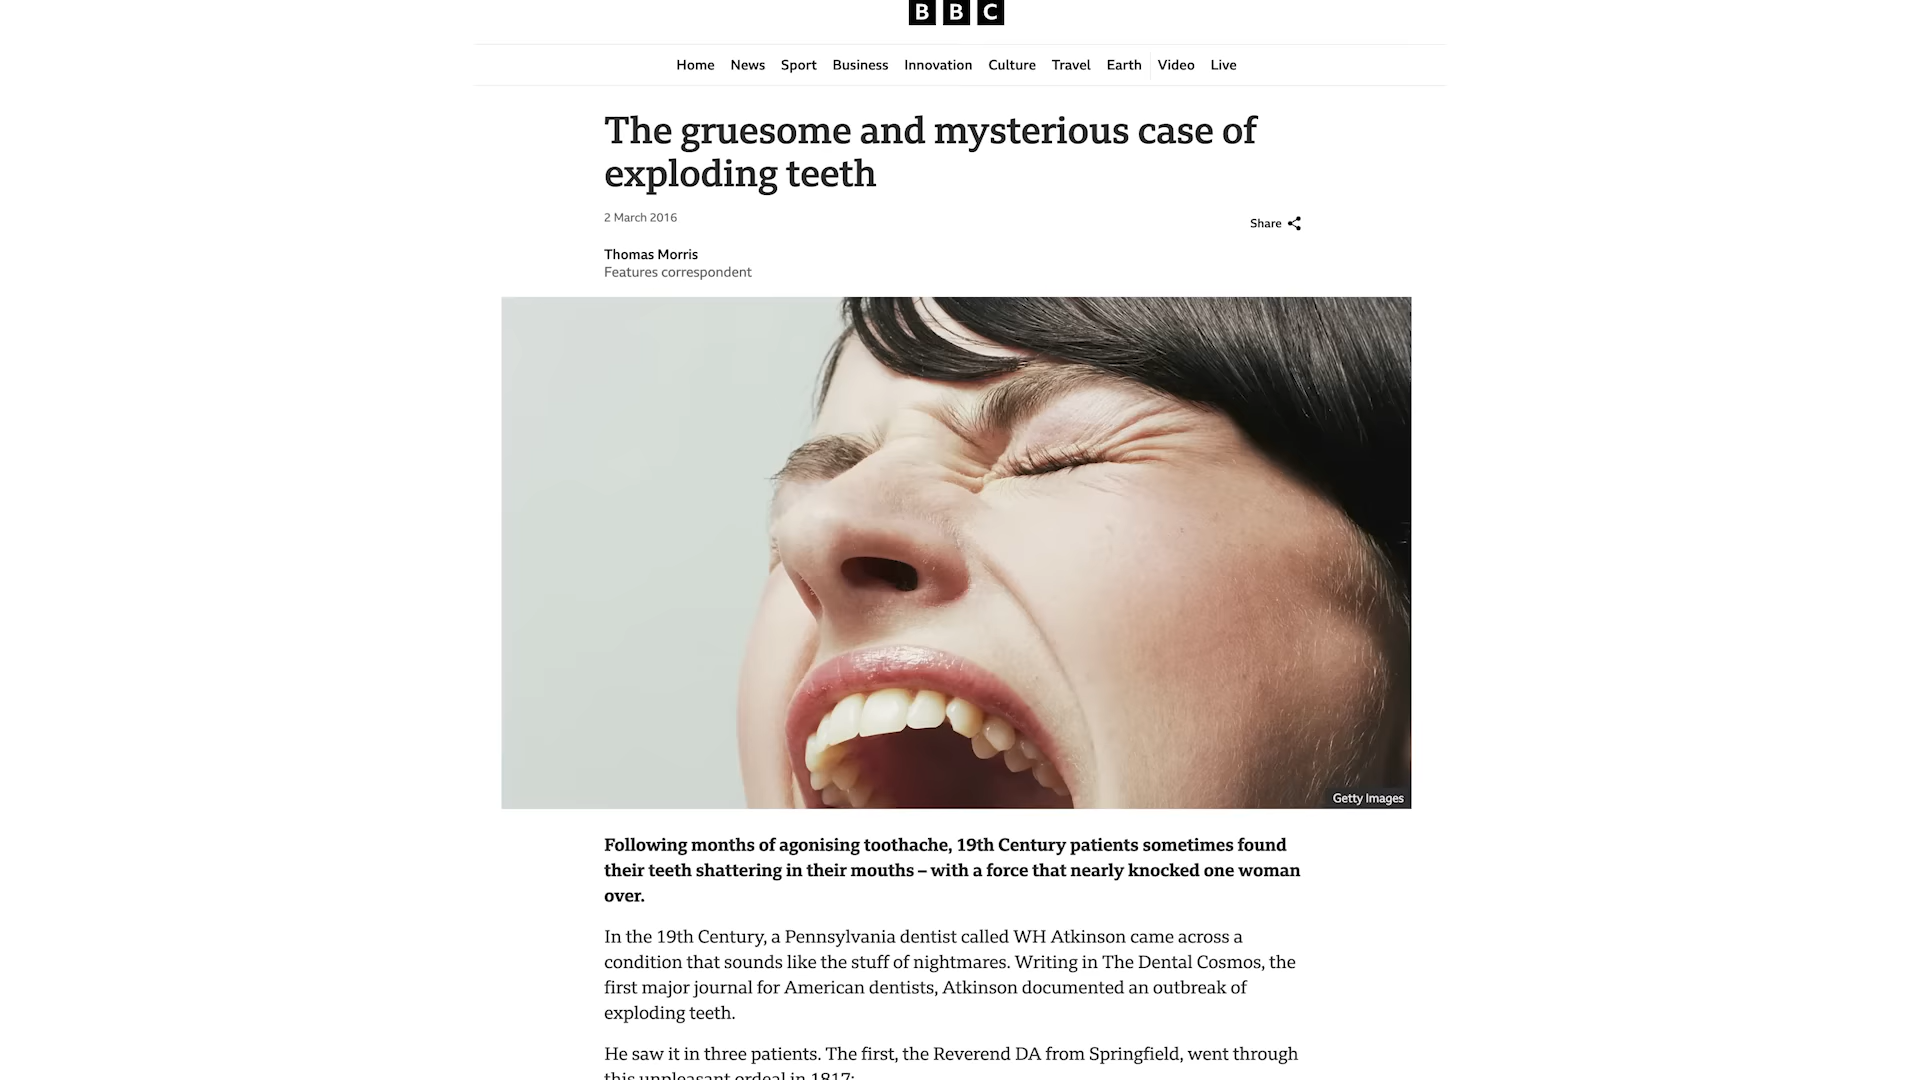 BBC
Home News Sport Business Innovation Culture Travel Earth Video Live
The gruesome and mysterious case of
exploding teeth
2 March 2016
Share
Thomas Morris
Features correspondent
Getty Images
Following months of agonising toothache, 19th Century patients sometimes found
their teeth shattering in their mouths – with a force that nearly knocked one woman
over.
In the 19th Century, a Pennsylvania dentist called WH Atkinson came across a
condition that sounds like the stuff of nightmares. Writing in The Dental Cosmos, the
first major journal for American dentists, Atkinson documented an outbreak of
exploding teeth.
He saw it in three patients. The first, the Reverend DA from Springfield, went through
this unpleasant ordeal in 1817: